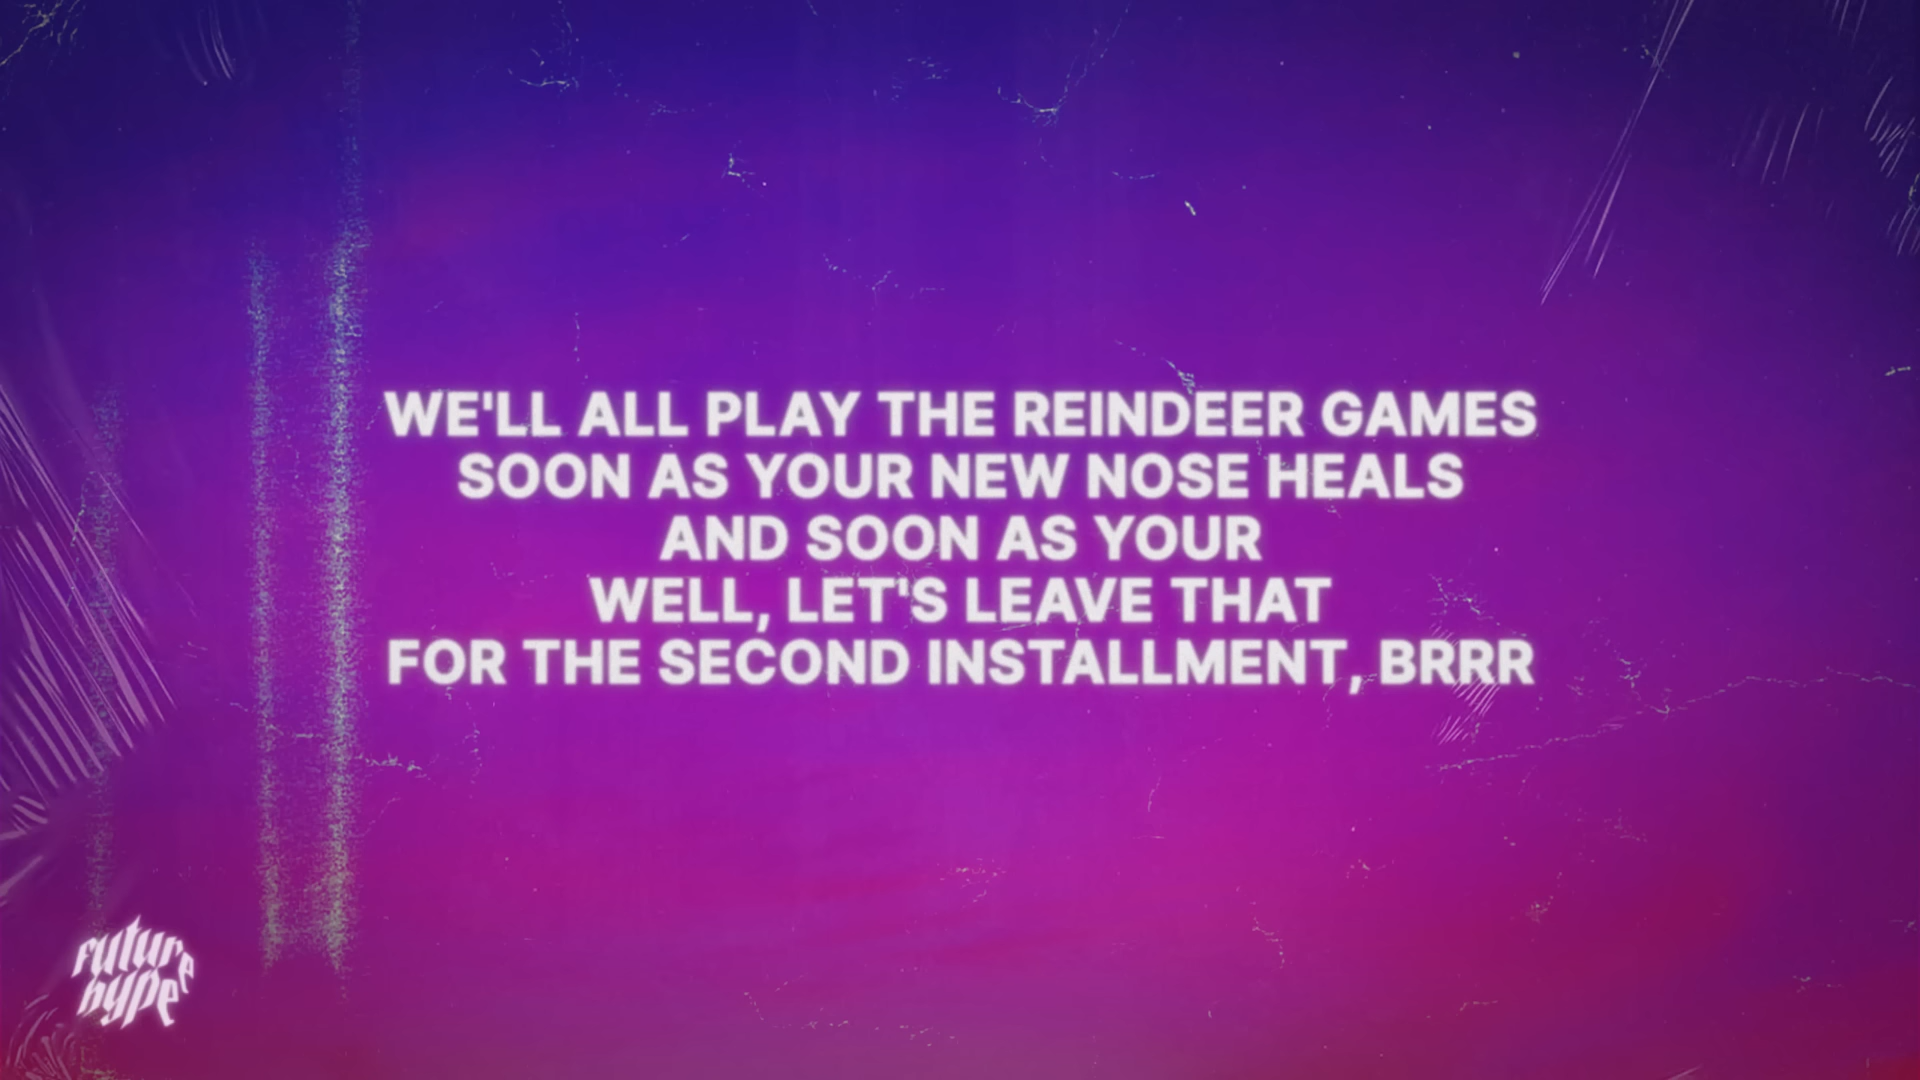 WE'LL ALL PLAY THE REINDEER GAMES
SOON AS YOUR NEW NOSE HEALS
AND SOON AS YOUR
WELL, LET'S LEAVE THAT
FOR THE SECOND INSTALLMENT, BRRR
future
hype